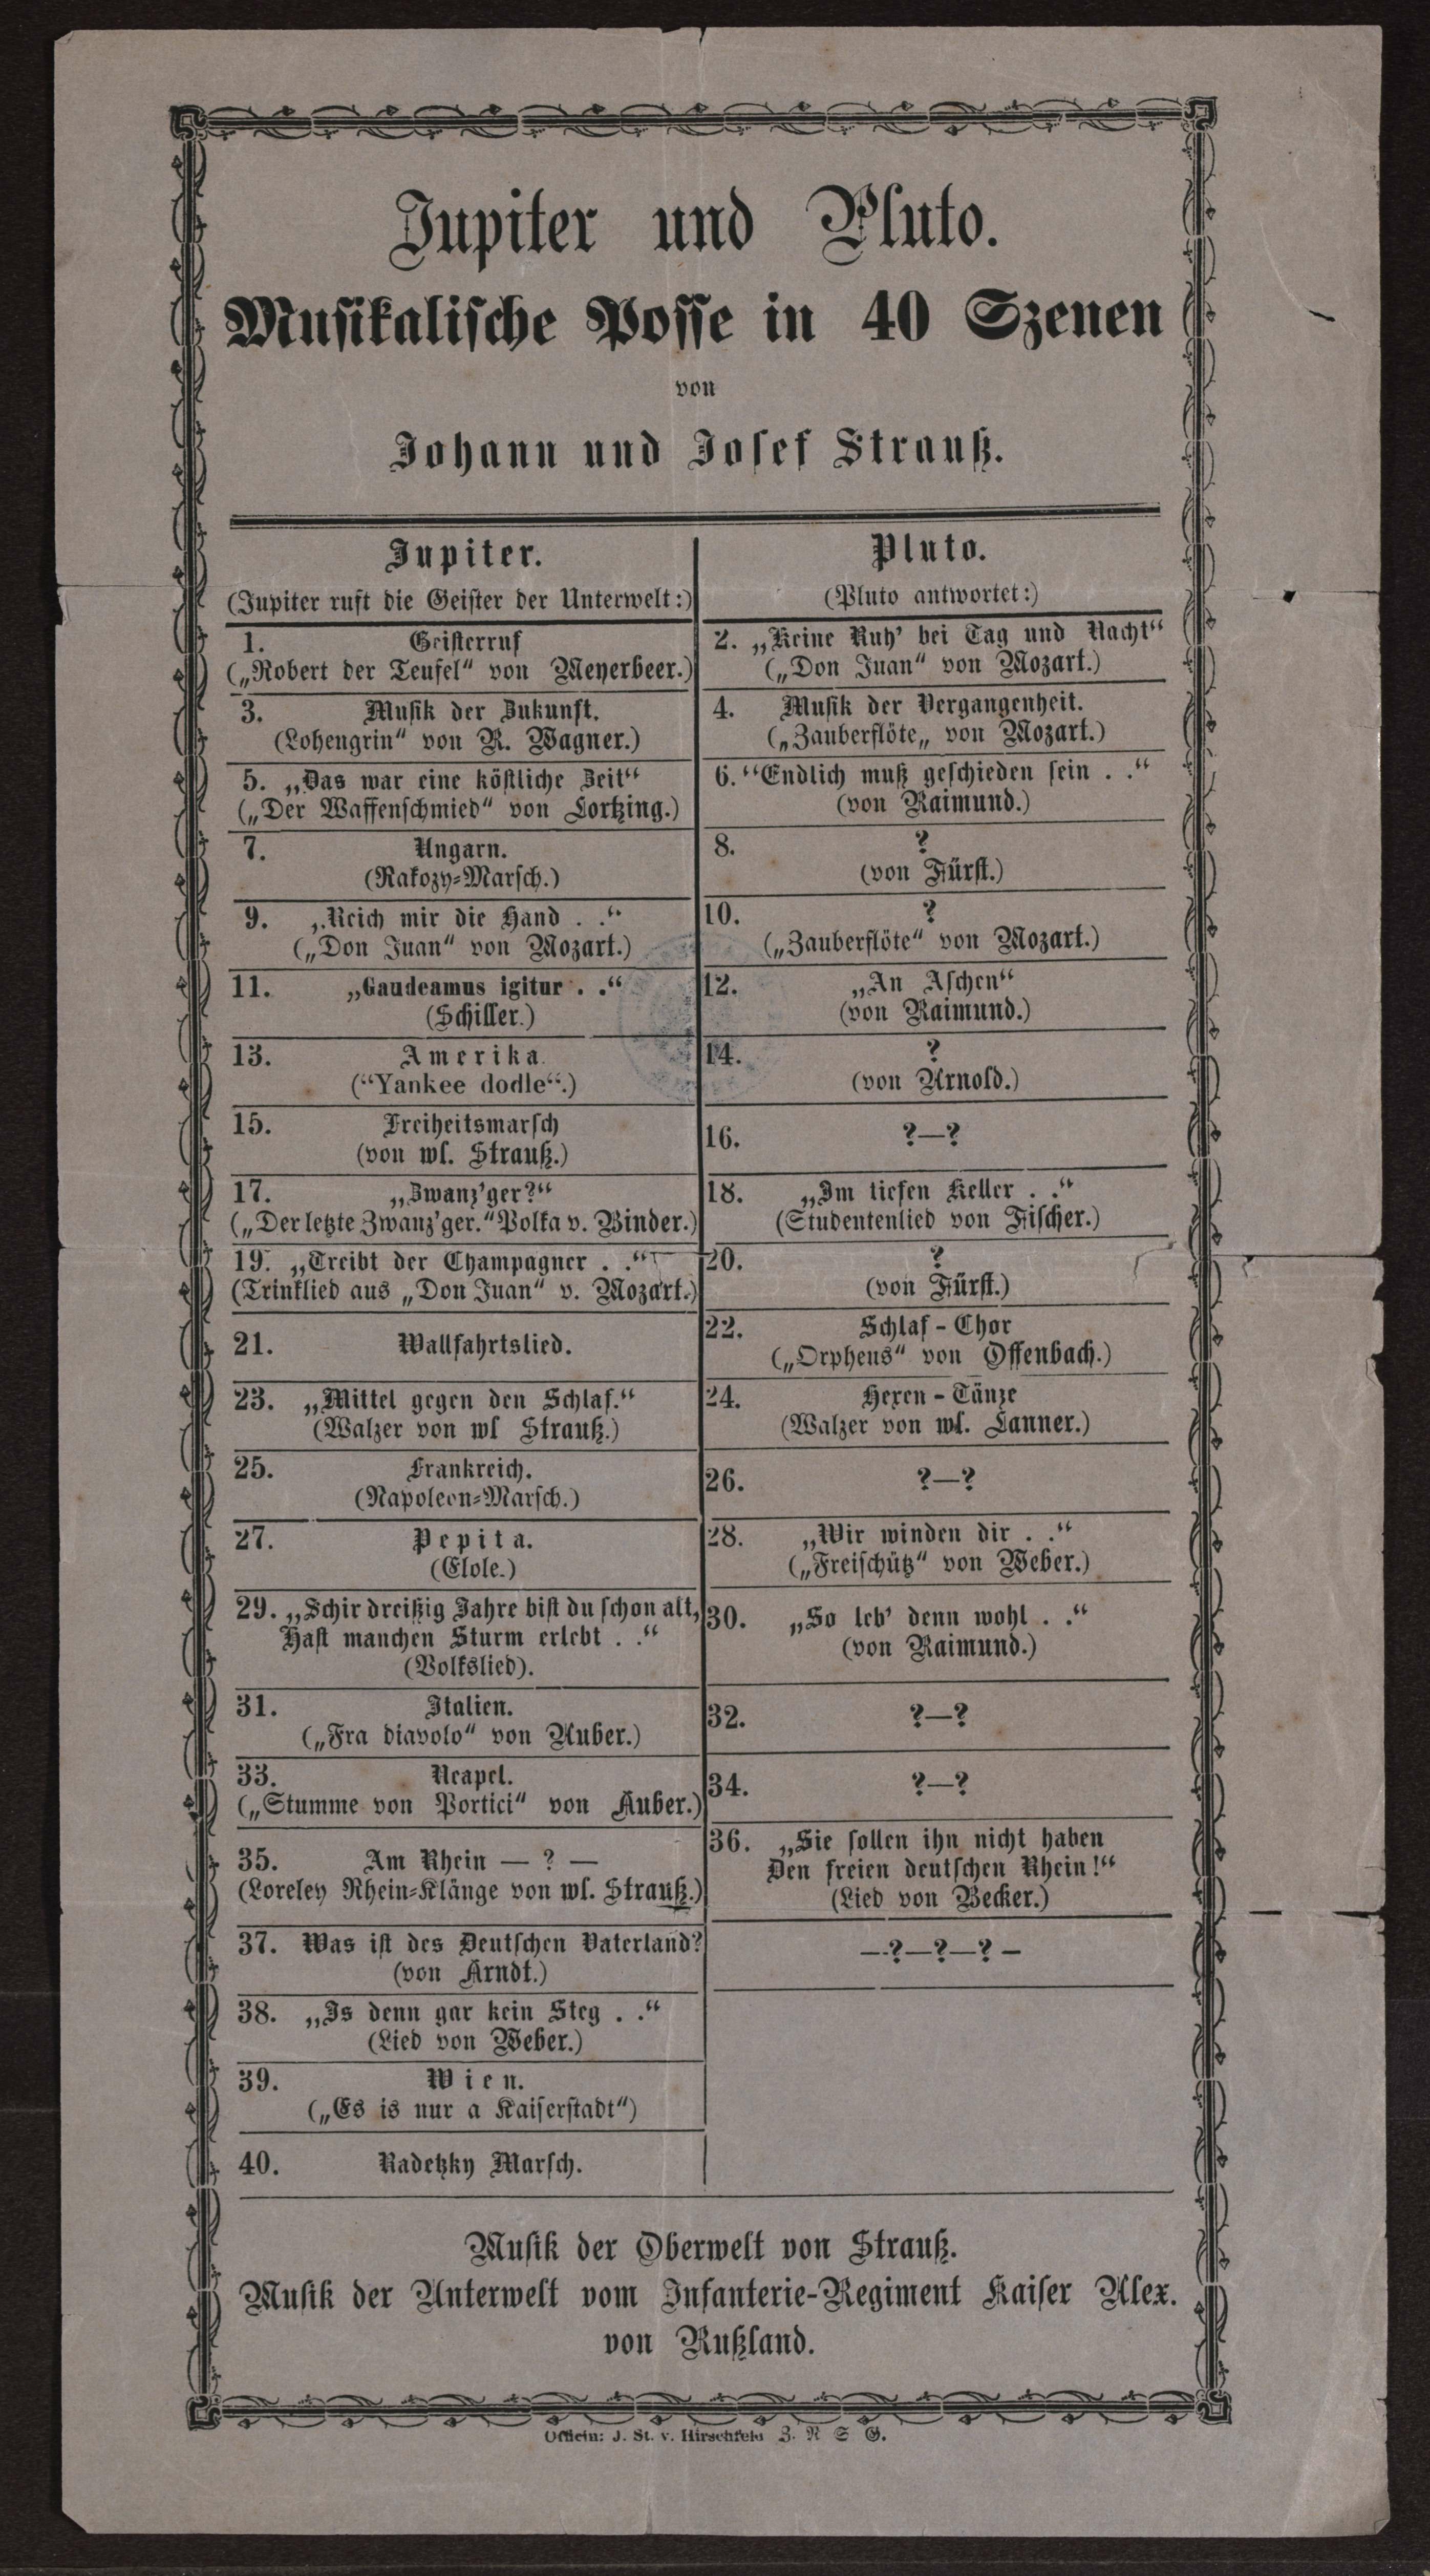 Jupiter und Pluto.
Musikalische Posse in 40 Szenen
von
Johann und Josef Strauß.
Jupiter.
(Jupiter ruft die Geister der Unterwelt:)
Pluto.
(Pluto antwortet:)
1. Geisterruf
(„Robert der Teufel“ von Meyerbeer.)
2. „Keine Ruh’ bei Tag und Nacht“
(„Don Juan“ von Mozart.)
3. Musik der Zukunft.
(Lohengrin“ von R. Wagner.)
4. Musik der Vergangenheit.
(„Zauberflöte„ von Mozart.)
5. „Das war eine köstliche Zeit“
(„Der Waffenschmied“ von Lortzing.)
6. “Endlich muß geschieden sein . .“
(von Raimund.)
7. Ungarn.
(Rakozy=Marsch.)
8. ?
(von Fürst.)
9. „Reich mir die Hand . .“
(„Don Juan“ von Mozart.)
10. ?
(„Zauberflöte“ von Mozart.)
11. „Gaudeamus igitur . .“
(Schiller.)
12. „An Aschen“
(von Raimund.)
13. Amerika.
(“Yankee dodle“.)
14. ?
(von Arnold.)
15. Freiheitsmarsch
(von wl. Strauß.)
16. ?—?
17. „Zwanz’ger?“
(„Der letzte Zwanz’ger.“ Polka v. Binder.)
18. „Im tiefen Keller . .“
(Studentenlied von Fischer.)
19. „Treibt der Champagner . .“
(Trinklied aus „Don Juan“ v. Mozart.)
20. ?
(von Fürst.)
21. Wallfahrtslied.
22. Schlaf-Chor
(„Orpheus“ von Offenbach.)
23. „Mittel gegen den Schlaf.“
(Walzer von wl Strauß.)
24. Hexen-Tänze
(Walzer von wl. Lanner.)
25. Frankreich.
(Napoleon=Marsch.)
26. ?—?
27. Pepita.
(Elole.)
28. „Wir winden dir . .“
(„Freischütz“ von Weber.)
29. „Schir dreißig Jahre bist du schon alt,
Hast manchen Sturm erlebt . .“
(Volkslied).
30. „So leb’ denn wohl . .“
(von Raimund.)
31. Italien.
(„Fra diavolo“ von Auber.)
32. ?—?
33. Neapel.
(„Stumme von Portici“ von Auber.)
34. ?—?
35. Am Rhein — ? —
(Loreley Rhein=Klänge von wl. Strauß.)
36. „Sie sollen ihn nicht haben
Den freien deutschen Rhein!“
(Lied von Becker.)
37. Was ist des Deutschen Vaterland?
(von Arndt.)
—?—?—?—
38. „Is denn gar kein Steg . .“
(Lied von Weber.)
39. Wien.
(„Es is nur a Kaiserstadt“)
40. Radetzky Marsch.
Musik der Oberwelt von Strauß.
Musik der Unterwelt vom Infanterie-Regiment Kaiser Alex.
von Rußland.
Officin: J. St. v. Hirschfeld Z. N S G.